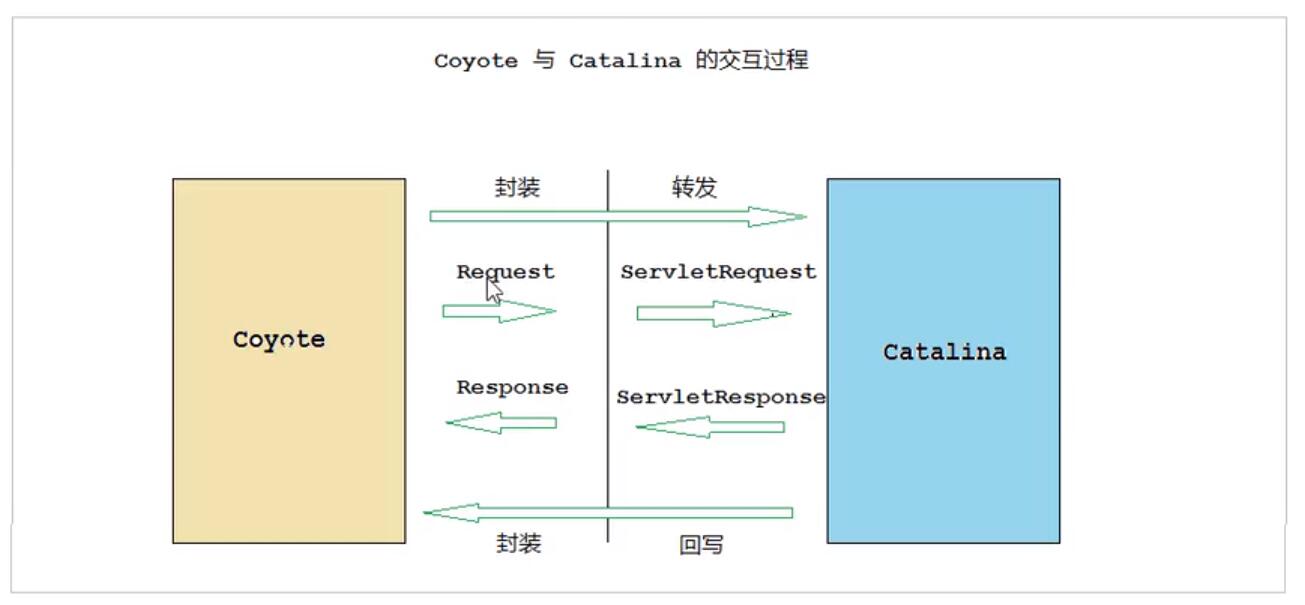 Coyote 与 Catalina 的交互过程
封装 转发
Request ServletRequest
Coyote
Catalina
Response ServletResponse
封装 回写